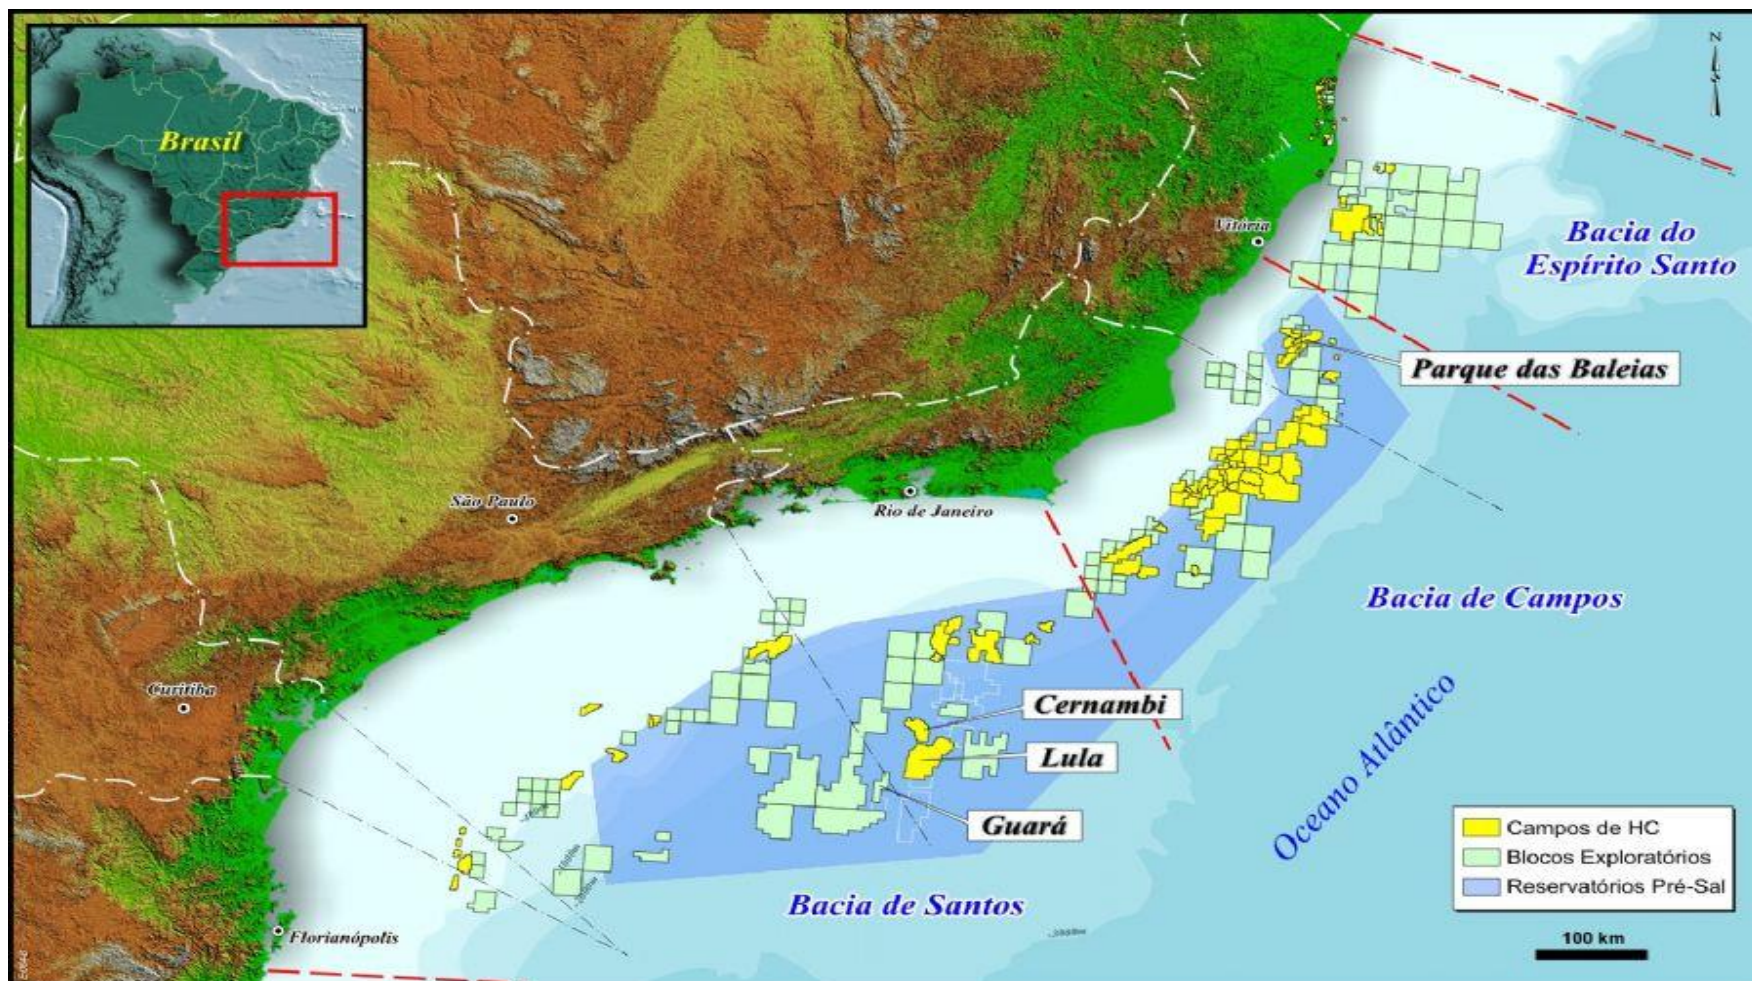 Brasil
N
S
Vitória
Bacia do
Espírito Santo
Parque das Baleias
São Paulo
Rio de Janeiro
Bacia de Campos
Curitiba
Cernambi
Lula
Guará
Oceano Atlântico
Bacia de Santos
Florianópolis
Campos de HC
Blocos Exploratórios
Reservatórios Pré-Sal
100 km